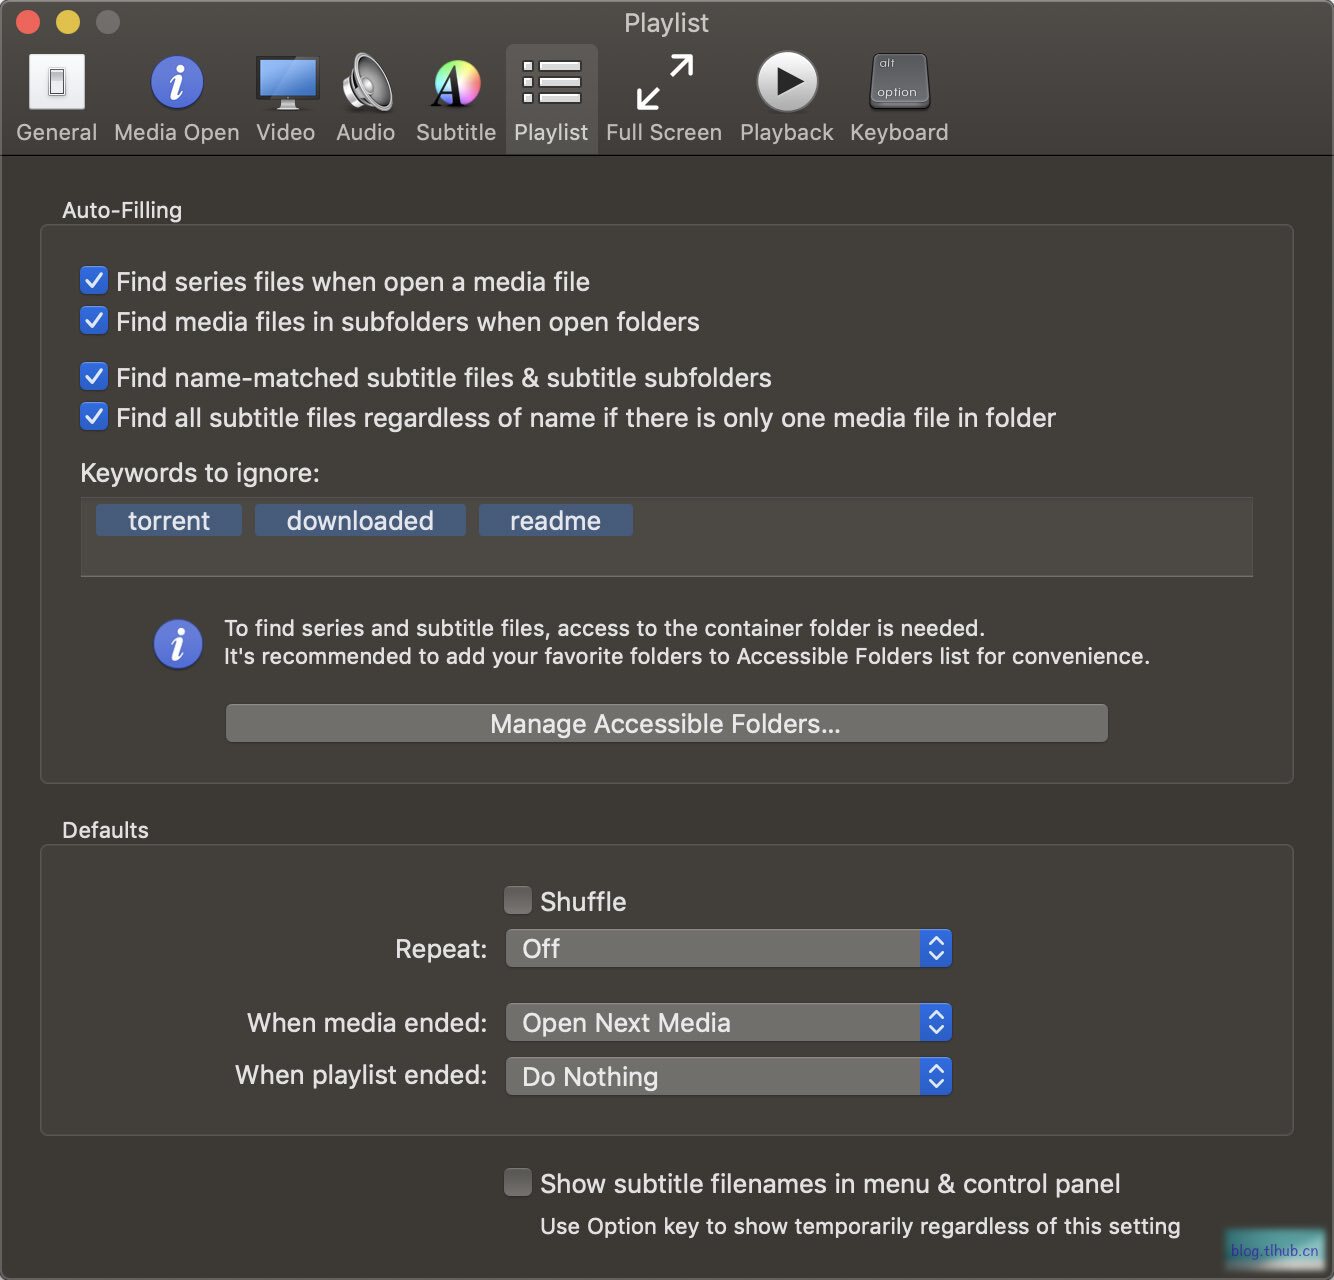 Playlist
General
Media Open
Video
Audio
Subtitle
Playlist
Full Screen
Playback
alt
option
Keyboard
Auto-Filling
Find series files when open a media file
Find media files in subfolders when open folders
Find name-matched subtitle files & subtitle subfolders
Find all subtitle files regardless of name if there is only one media file in folder
Keywords to ignore:
torrent downloaded readme
To find series and subtitle files, access to the container folder is needed.
It's recommended to add your favorite folders to Accessible Folders list for convenience.
Manage Accessible Folders...
Defaults
Shuffle
Repeat: Off
When media ended: Open Next Media
When playlist ended: Do Nothing
Show subtitle filenames in menu & control panel
Use Option key to show temporarily regardless of this setting
blog.tlhub.cn